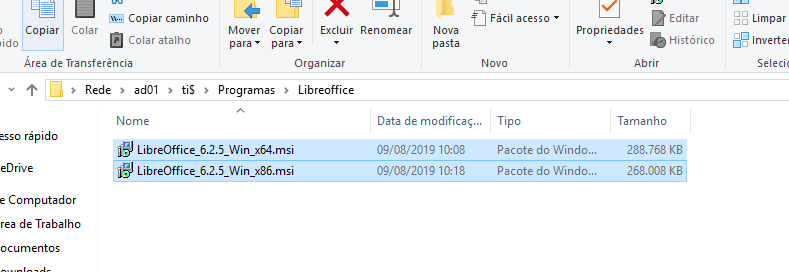 Copiar
Copiar caminho
Colar atalho
Mover para
Copiar para
Excluir
Renomear
Nova pasta
Fácil acesso
Propriedades
Editar
Histórico
Limpar
Inverter
Área de Transferência
Organizar
Novo
Abrir
Rede > ad01 > ti$ > Programas > Libreoffice
Nome
Data de modificaç...
Tipo
Tamanho
LibreOffice_6.2.5_Win_x64.msi 09/08/2019 10:08 Pacote do Windo... 288.768 KB
LibreOffice_6.2.5_Win_x86.msi 09/08/2019 10:18 Pacote do Windo... 268.008 KB
esso rápido
eDrive
e Computador
rea de Trabalho
ocumentos